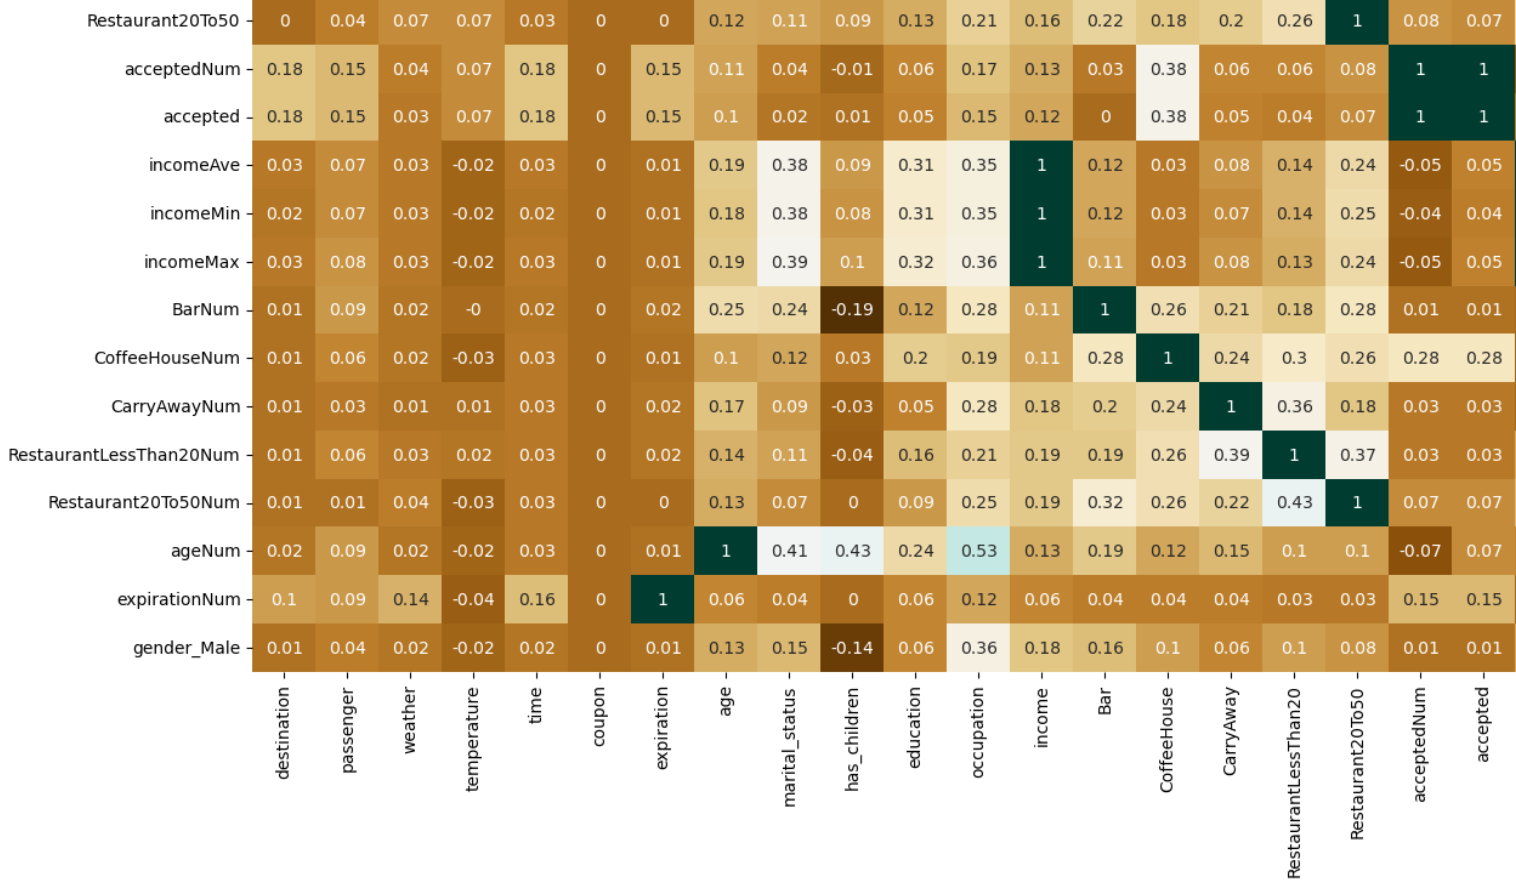 Restaurant20To50 0 0.04 0.07 0.07 0.03 0 0 0.12 0.11 0.09 0.13 0.21 0.16 0.22 0.18 0.2 0.26 1 0.08 0.07
acceptedNum 0.18 0.15 0.04 0.07 0.18 0 0.15 0.11 0.04 -0.01 0.06 0.17 0.13 0.03 0.38 0.06 0.06 0.08 1 1
accepted 0.18 0.15 0.03 0.07 0.18 0 0.15 0.1 0.02 0.01 0.05 0.15 0.12 0 0.38 0.05 0.04 0.07 1 1
incomeAve 0.03 0.07 0.03 -0.02 0.03 0 0.01 0.19 0.38 0.09 0.31 0.35 1 0.12 0.03 0.08 0.14 0.24 -0.05 0.05
incomeMin 0.02 0.07 0.03 -0.02 0.02 0 0.01 0.18 0.38 0.08 0.31 0.35 1 0.12 0.03 0.07 0.14 0.25 -0.04 0.04
incomeMax 0.03 0.08 0.03 -0.02 0.03 0 0.01 0.19 0.39 0.1 0.32 0.36 1 0.11 0.03 0.08 0.13 0.24 -0.05 0.05
BarNum 0.01 0.09 0.02 -0 0.02 0 0.02 0.25 0.24 -0.19 0.12 0.28 0.11 1 0.26 0.21 0.18 0.28 0.01 0.01
CoffeeHouseNum 0.01 0.06 0.02 -0.03 0.03 0 0.01 0.1 0.12 0.03 0.2 0.19 0.11 0.28 1 0.24 0.3 0.26 0.28 0.28
CarryAwayNum 0.01 0.03 0.01 0.01 0.03 0 0.02 0.17 0.09 -0.03 0.05 0.28 0.18 0.2 0.24 1 0.36 0.18 0.03 0.03
RestaurantLessThan20Num 0.01 0.06 0.03 0.02 0.03 0 0.02 0.14 0.11 -0.04 0.16 0.21 0.19 0.19 0.26 0.39 1 0.37 0.03 0.03
Restaurant20To50Num 0.01 0.01 0.04 -0.03 0.03 0 0 0.13 0.07 0 0.09 0.25 0.19 0.32 0.26 0.22 0.43 1 0.07 0.07
ageNum 0.02 0.09 0.02 -0.02 0.03 0 0.01 1 0.41 0.43 0.24 0.53 0.13 0.19 0.12 0.15 0.1 0.1 -0.07 0.07
expirationNum 0.1 0.09 0.14 -0.04 0.16 0 1 0.06 0.04 0 0.06 0.12 0.06 0.04 0.04 0.04 0.03 0.03 0.15 0.15
gender_Male 0.01 0.04 0.02 -0.02 0.02 0 0.01 0.13 0.15 -0.14 0.06 0.36 0.18 0.16 0.1 0.06 0.1 0.08 0.01 0.01
destination
passenger
weather
temperature
time
coupon
expiration
age
marital_status
has_children
education
occupation
income
Bar
CoffeeHouse
CarryAway
RestaurantLessThan20
Restaurant20To50
acceptedNum
accepted